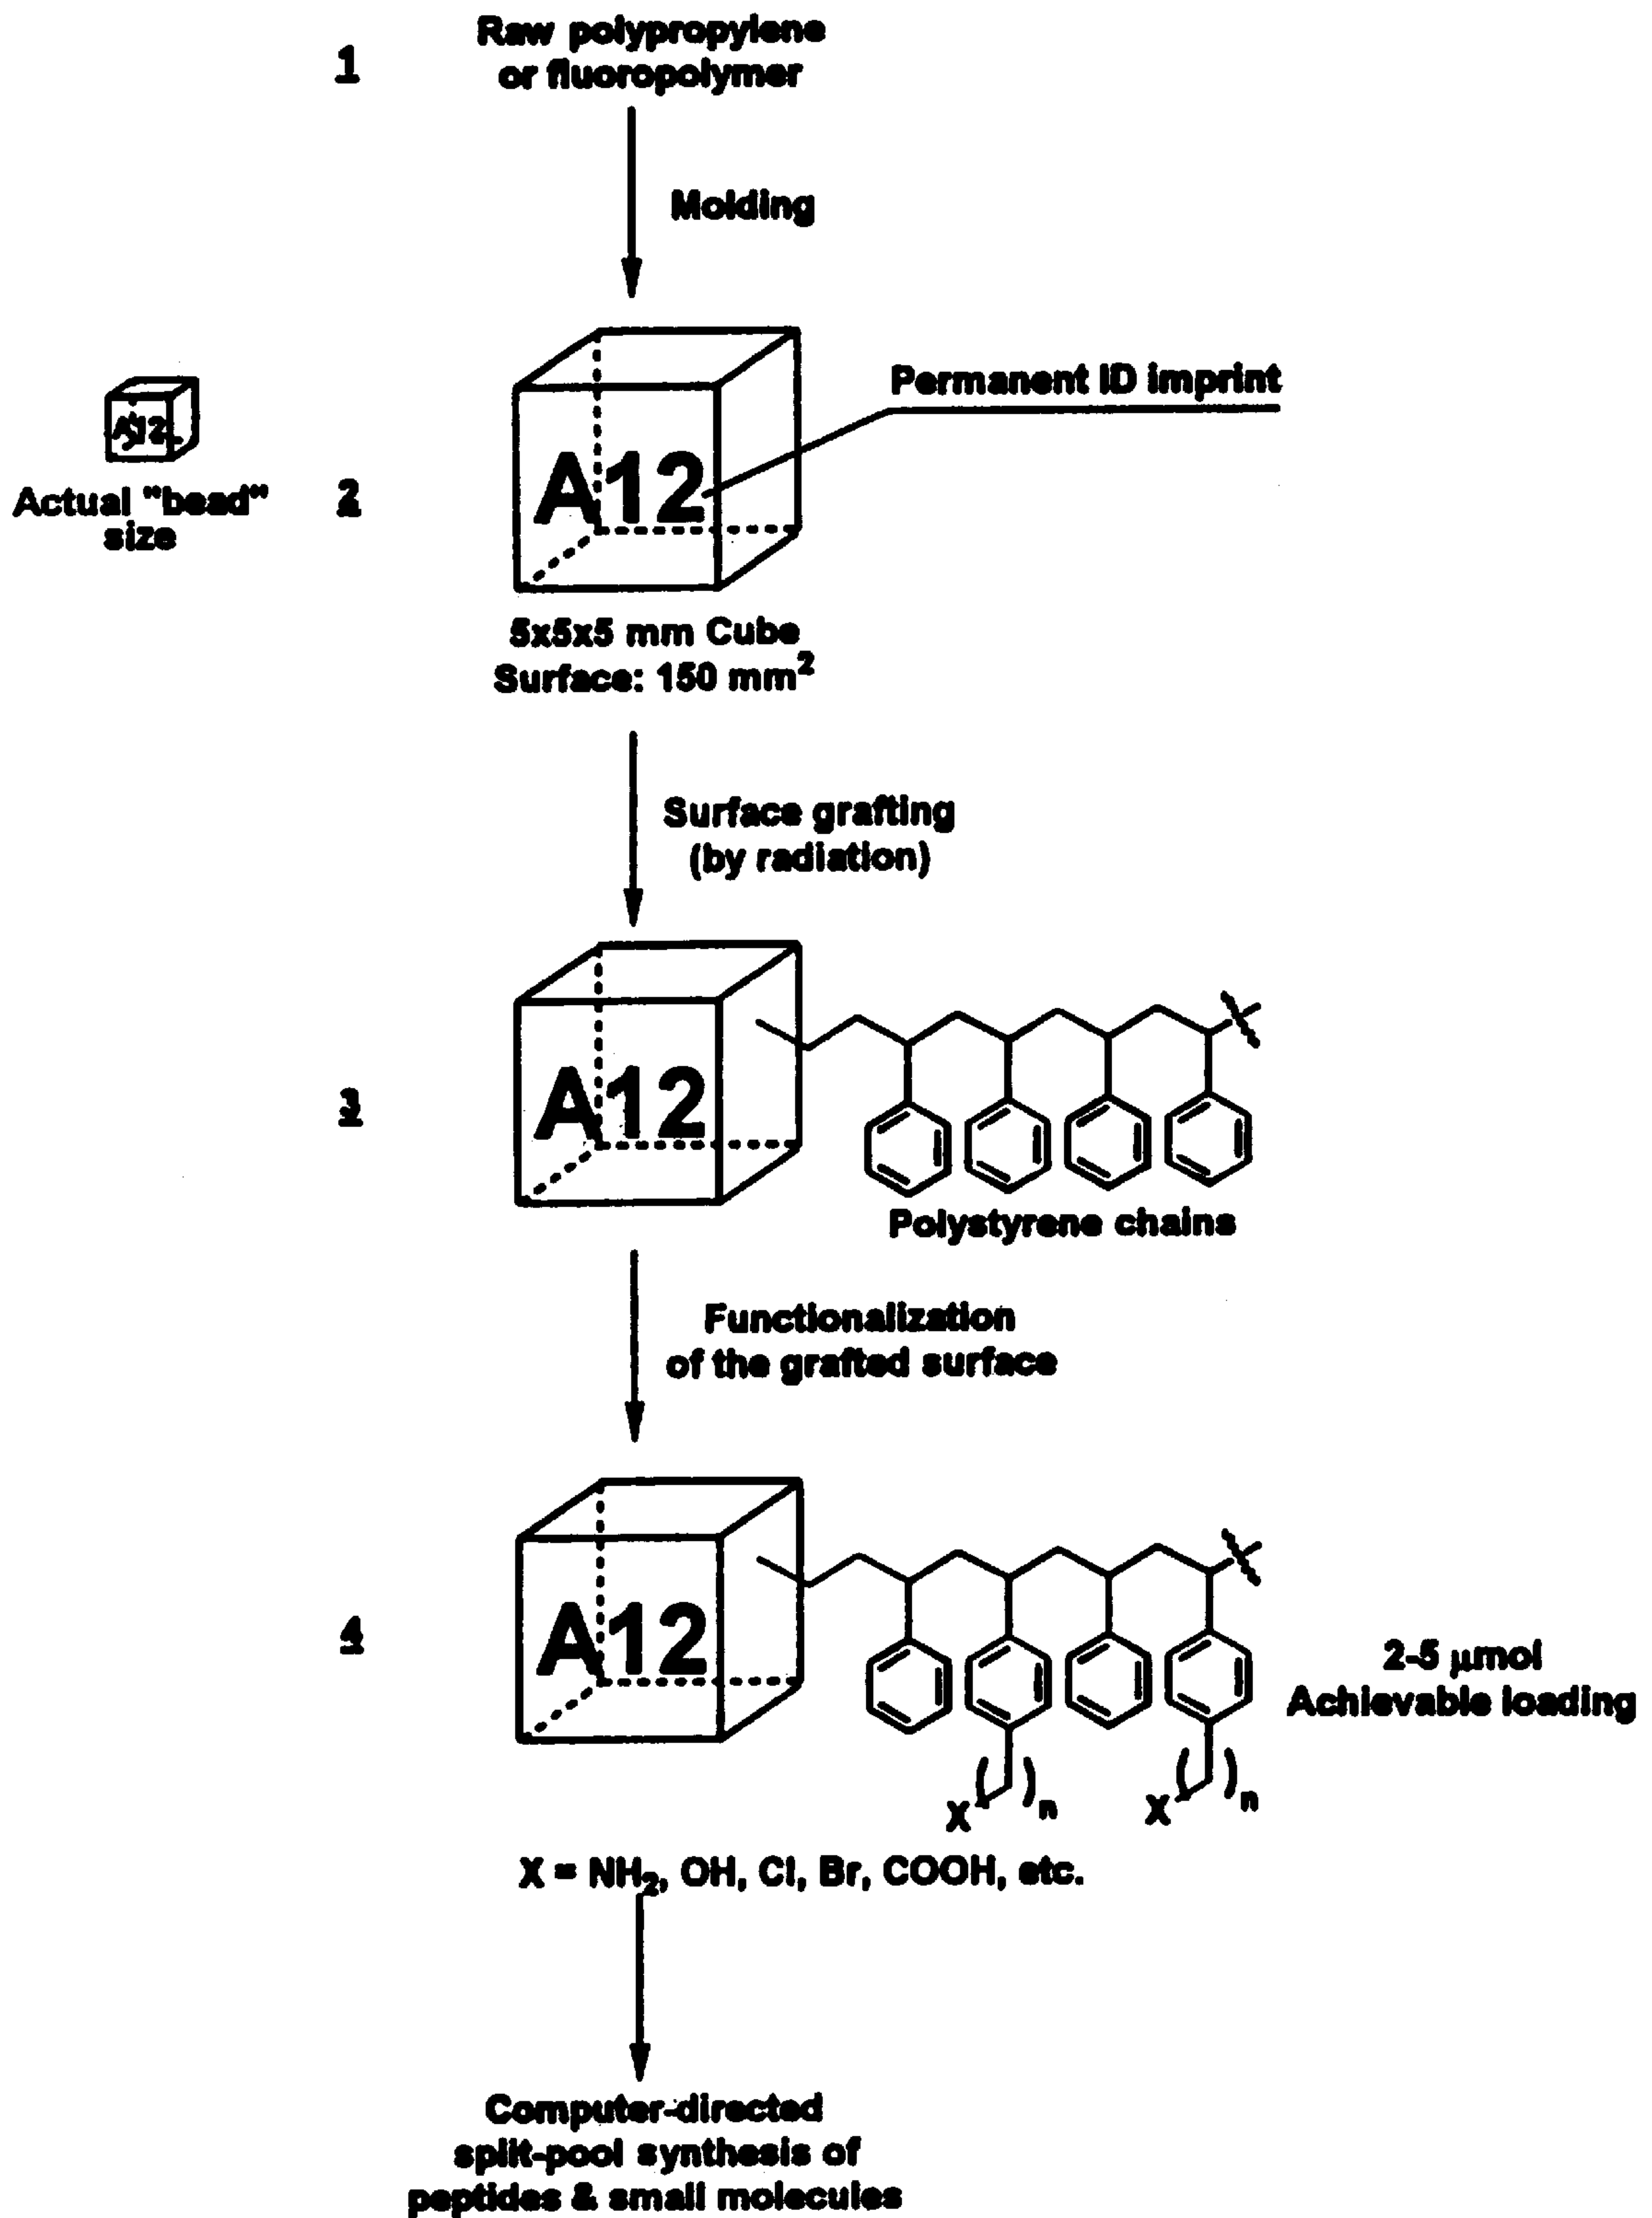 1
Raw polypropylene
or fluoropolymer
Molding
Permanent ID imprint
A12
Actual "bead"
size
2
A12
5x5x5 mm Cube
Surface: 150 mm²
Surface grafting
(by radiation)
3
A12
Polystyrene chains
Functionalization
of the grafted surface
4
A12
2-5 µmol
Achievable loading
X
n
X
n
X = NH₂, OH, Cl, Br, COOH, etc.
Computer-directed
split-pool synthesis of
peptides & small molecules